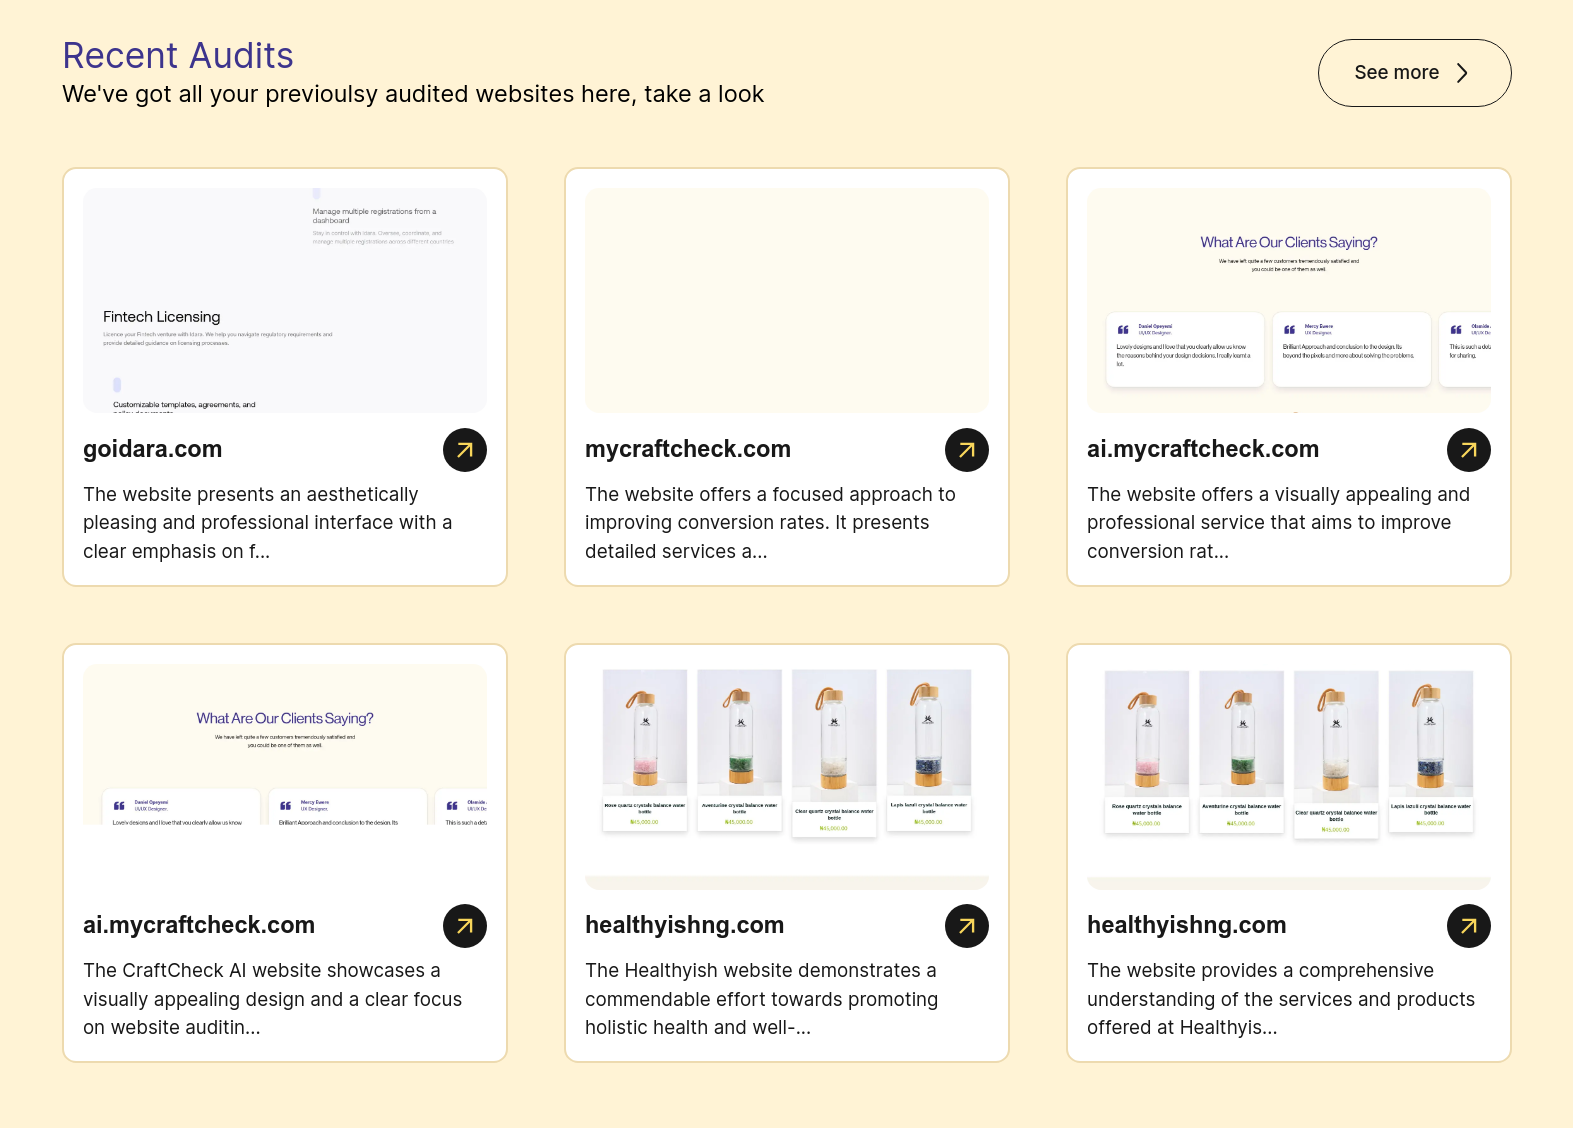 Recent Audits
We've got all your previoulsy audited websites here, take a look
See more
Manage multiple registrations from a
dashboard
Stay in control with Idara. Oversee, coordinate, and
manage multiple registrations across different countries
Fintech Licensing
Licence your Fintech venture with Idara. We help you navigate regulatory requirements and
provide detailed guidance on licensing processes.
Customizable templates, agreements, and
goidara.com
The website presents an aesthetically
pleasing and professional interface with a
clear emphasis on f...
mycraftcheck.com
The website offers a focused approach to
improving conversion rates. It presents
detailed services a...
What Are Our Clients Saying?
We have left quite a few customers tremendously satisfied and
you could be one of them as well.
Daniel Opeyemi
UI/UX Designer.
Lovely designs and I love that you clearly allow us know
the reasons behind your design decisions. I really learnt a
lot.
Mercy Ewere
UX Designer.
Brilliant Approach and conclusion to the design. Its
beyond the pixels and more about solving the problems.
Olamide
UI/UX De
This is such a deta
for sharing.
ai.mycraftcheck.com
The website offers a visually appealing and
professional service that aims to improve
conversion rat...
What Are Our Clients Saying?
We have left quite a few customers tremendously satisfied and
you could be one of them as well.
Daniel Opeyemi
UI/UX Designer.
Lovely designs and I love that you clearly allow us know
Mercy Ewere
UX Designer.
Brilliant Approach and conclusion to the design. Its
Olamide
UI/UX De
This is such a deta
ai.mycraftcheck.com
The CraftCheck AI website showcases a
visually appealing design and a clear focus
on website auditin...
Rose quartz crystals balance water
bottle
₦45,000.00
Aventurine crystal balance water
bottle
₦45,000.00
Clear quartz crystal balance water
bottle
₦45,000.00
Lapis lazuli crystal balance water
bottle
₦45,000.00
healthyishng.com
The Healthyish website demonstrates a
commendable effort towards promoting
holistic health and well-...
Rose quartz crystals balance
water bottle
₦45,000.00
Aventurine crystal balance water
bottle
₦45,000.00
Clear quartz crystal balance water
bottle
₦45,000.00
Lapis lazuli crystal balance water
bottle
₦45,000.00
healthyishng.com
The website provides a comprehensive
understanding of the services and products
offered at Healthyis...